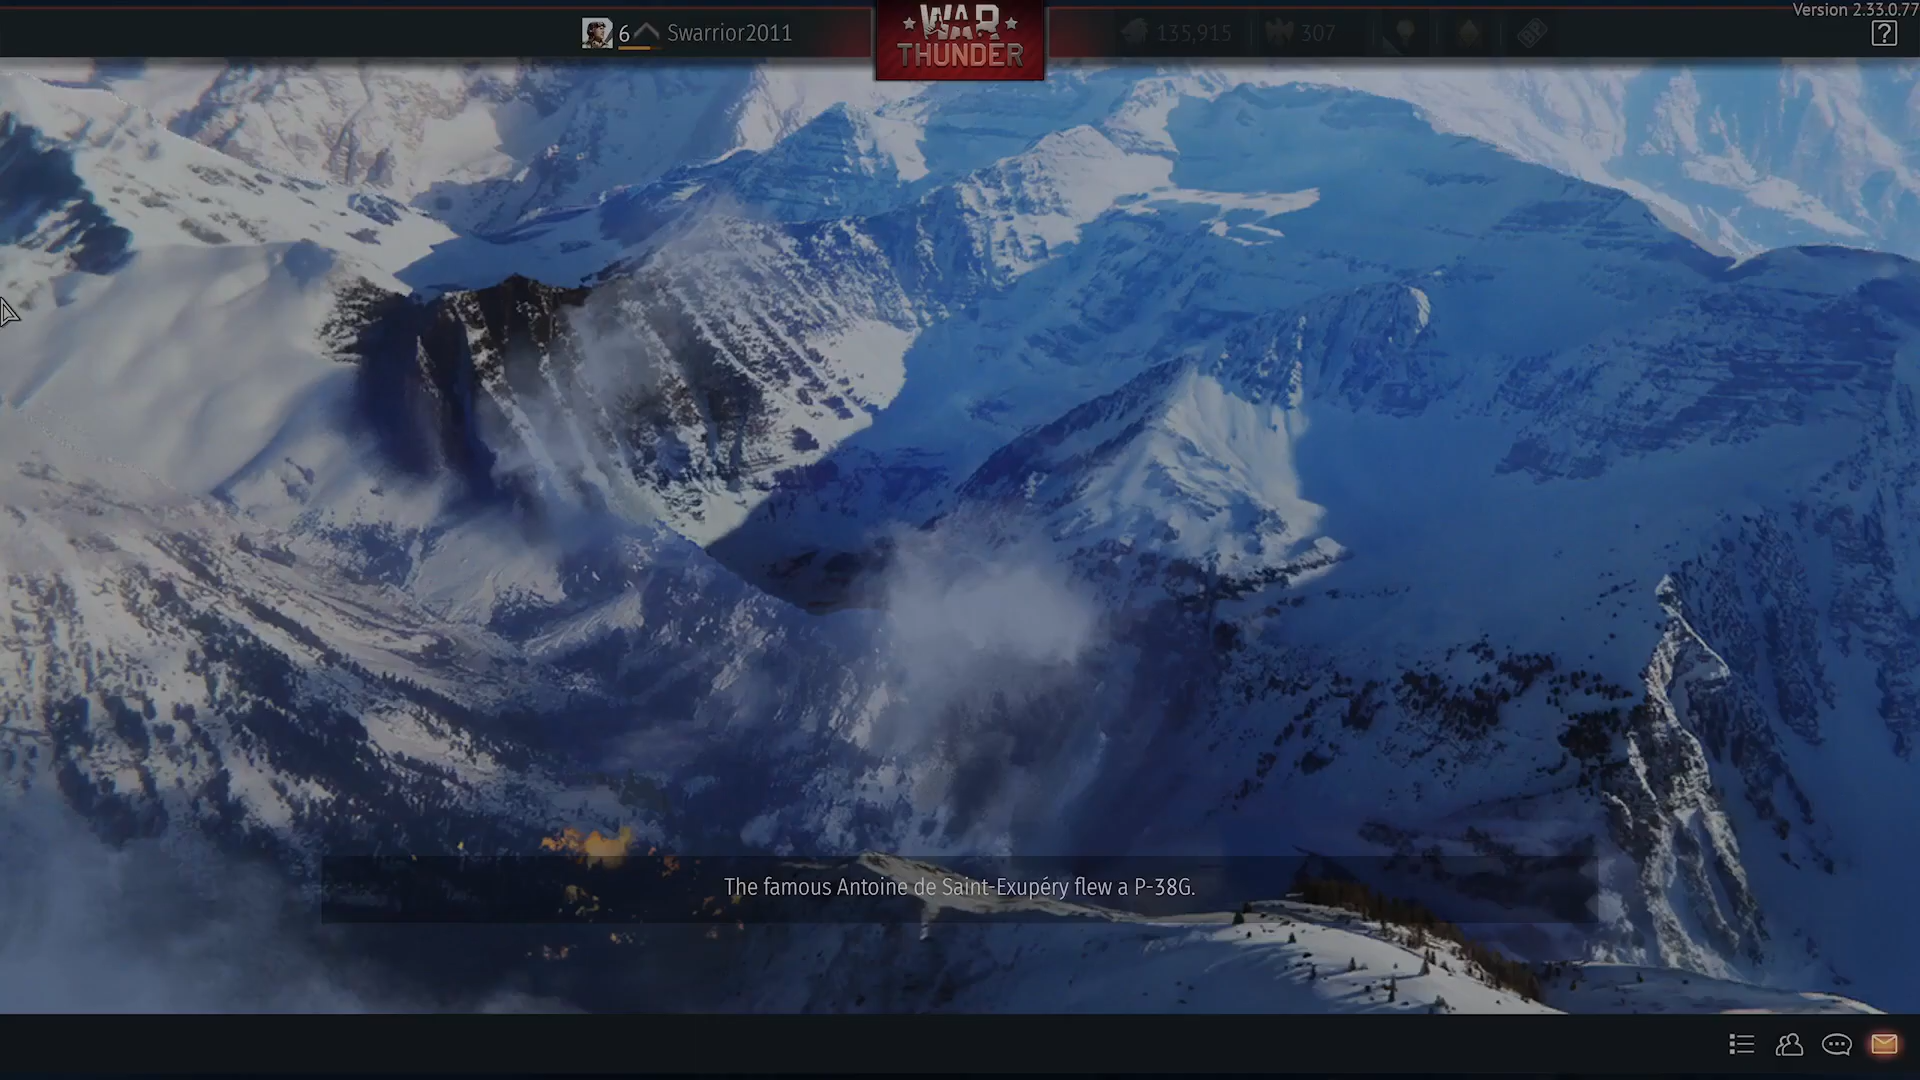 Version 2.33.0.77
6 Swarrior2011
WAR
THUNDER
135,915
307
?
The famous Antoine de Saint-Exupéry flew a P-38G.